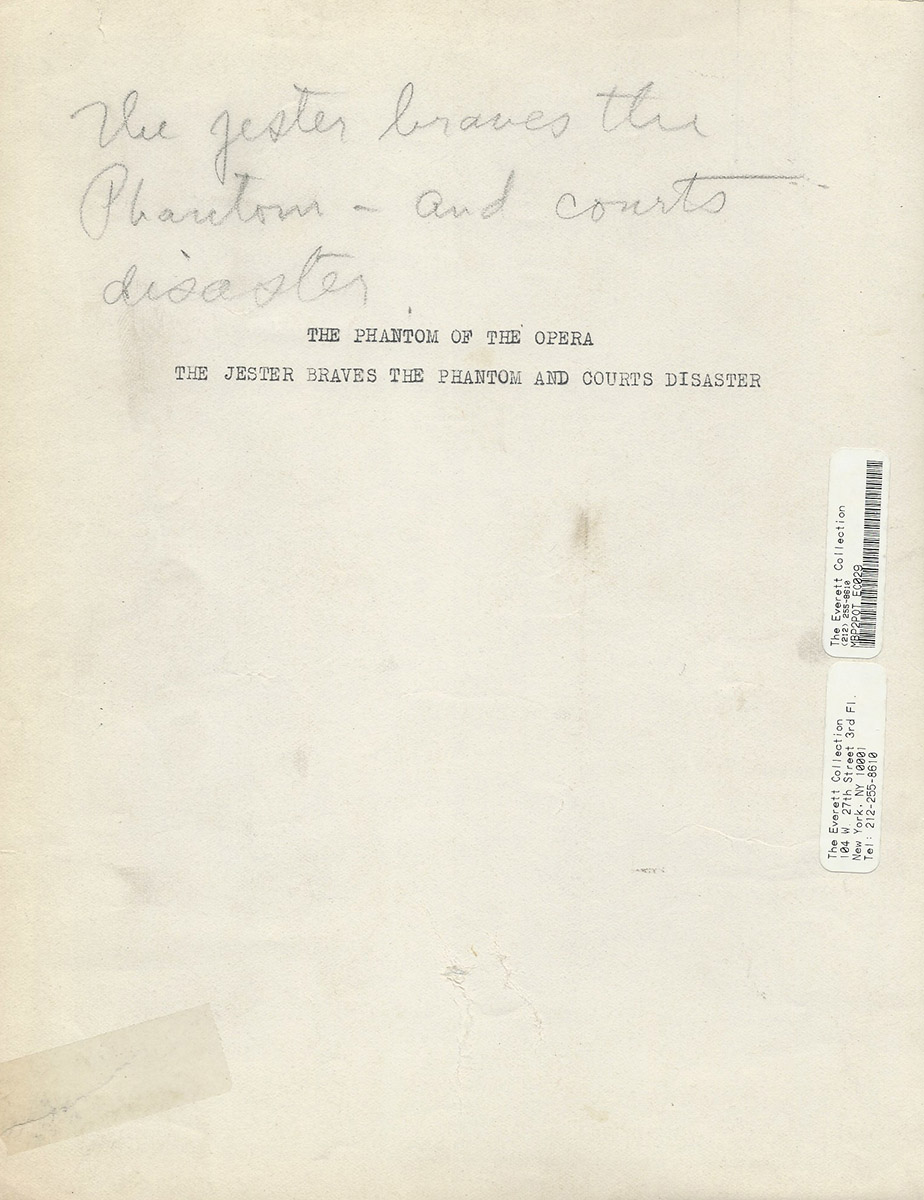 The jester braves the
Phantom - and courts
disaster
THE PHANTOM OF THE OPERA
THE JESTER BRAVES THE PHANTOM AND COURTS DISASTER
The Everett Collection
(212) 255-8610
MBP2POT EC029
The Everett Collection
104 W. 27th Street 3rd Fl.
New York, NY 10001
Tel: 212-255-8610